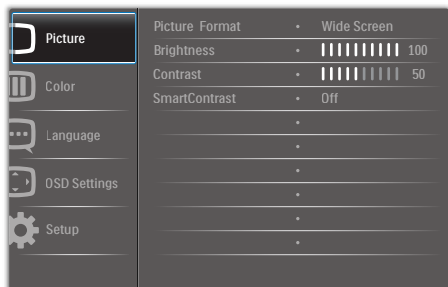 Picture
Color
Language
OSD Settings
Setup
Picture Format • Wide Screen
Brightness • 100
Contrast • 50
SmartContrast • Off
•
•
•
•
•
•